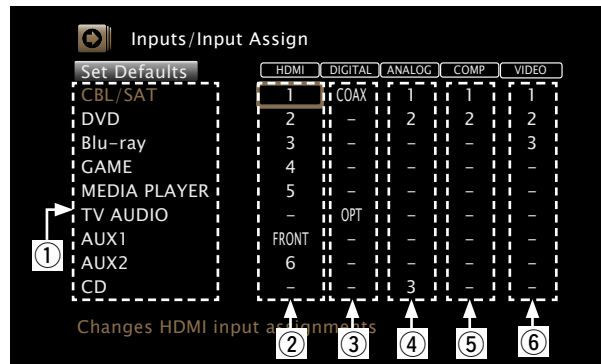 Inputs/Input Assign
Set Defaults HDMI DIGITAL ANALOG COMP VIDEO
CBL/SAT 1 COAX 1 1 1
DVD 2 – 2 2 2
Blu–ray 3 – – – 3
GAME 4 – – – –
MEDIA PLAYER 5 – – – –
TV AUDIO – OPT – – –
AUX1 FRONT – – – –
AUX2 6 – – – –
CD – – 3 – –
Changes HDMI input assignments
① ② ③ ④ ⑤ ⑥